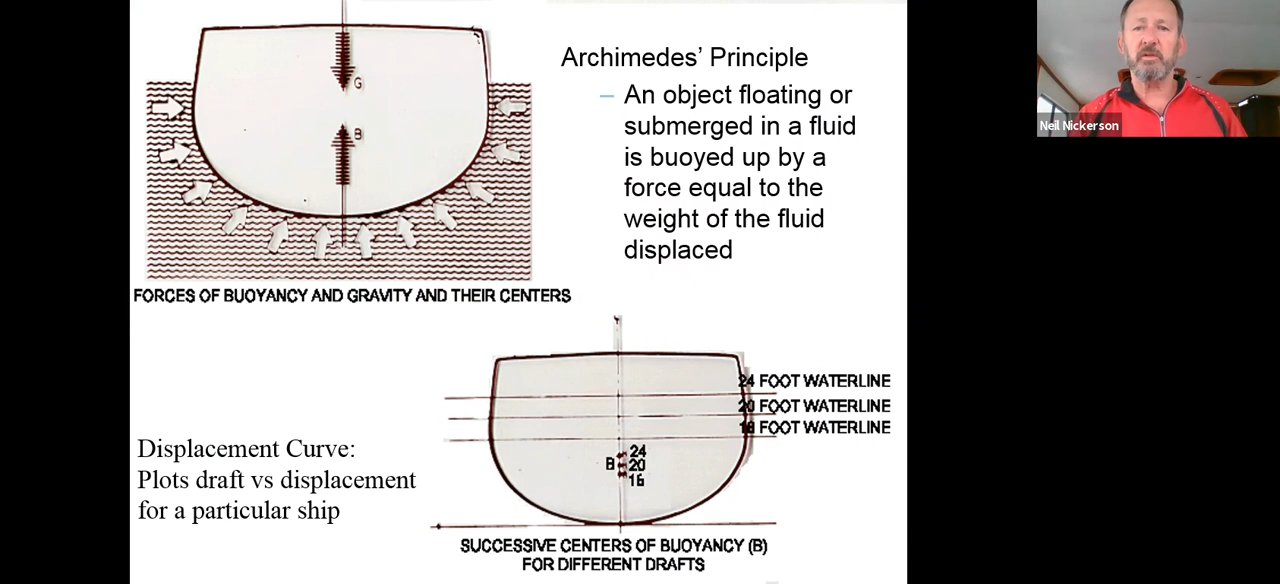 G
B
FORCES OF BUOYANCY AND GRAVITY AND THEIR CENTERS
Archimedes’ Principle
– An object floating or
submerged in a fluid
is buoyed up by a
force equal to the
weight of the fluid
displaced
Neil Nickerson
24 FOOT WATERLINE
20 FOOT WATERLINE
FOOT WATERLINE
24
B 20
16
Displacement Curve:
Plots draft vs displacement
for a particular ship
SUCCESSIVE CENTERS OF BUOYANCY (B)
FOR DIFFERENT DRAFTS